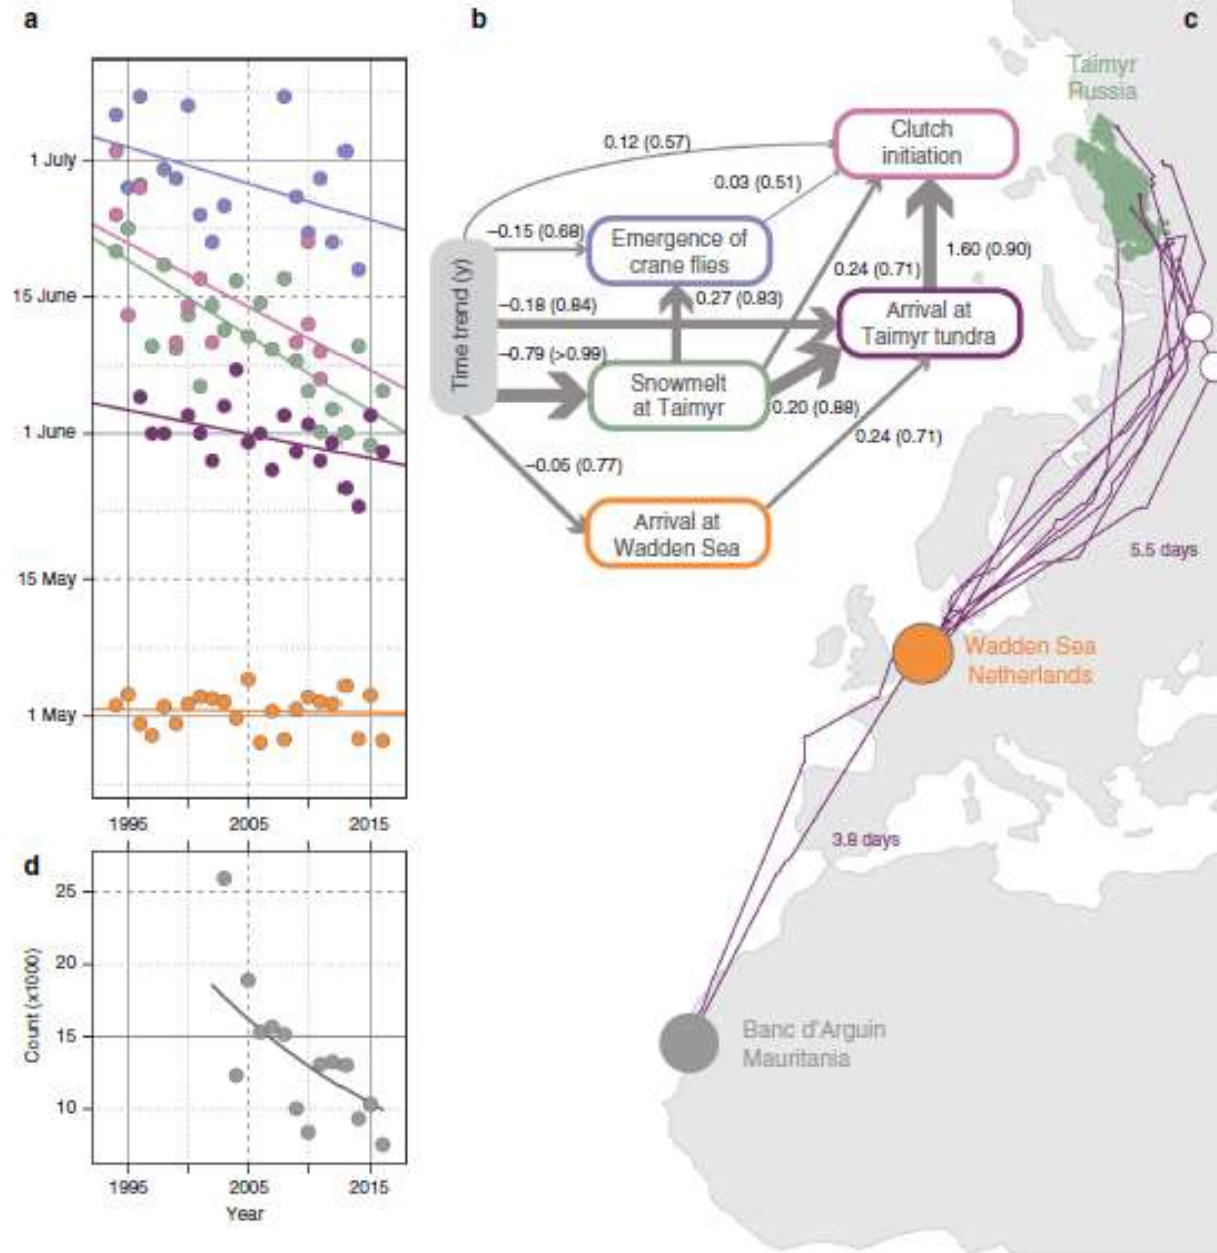 a
1 July
15 June
1 June
15 May
1 May
1995
2005
2015
b
Time trend (y)
0.12 (0.57)
0.03 (0.51)
−0.15 (0.68)
−0.18 (0.84)
−0.79 (>0.99)
−0.05 (0.77)
0.27 (0.83)
0.24 (0.71)
1.60 (0.90)
0.20 (0.88)
0.24 (0.71)
Clutch
initiation
Emergence of
crane flies
Arrival at
Taimyr tundra
Snowmelt
at Taimyr
Arrival at
Wadden Sea
c
Taimyr
Russia
5.5 days
Wadden Sea
Netherlands
3.8 days
Banc d'Arguin
Mauritania
d
Count (x1000)
25
20
15
10
1995
2005
2015
Year